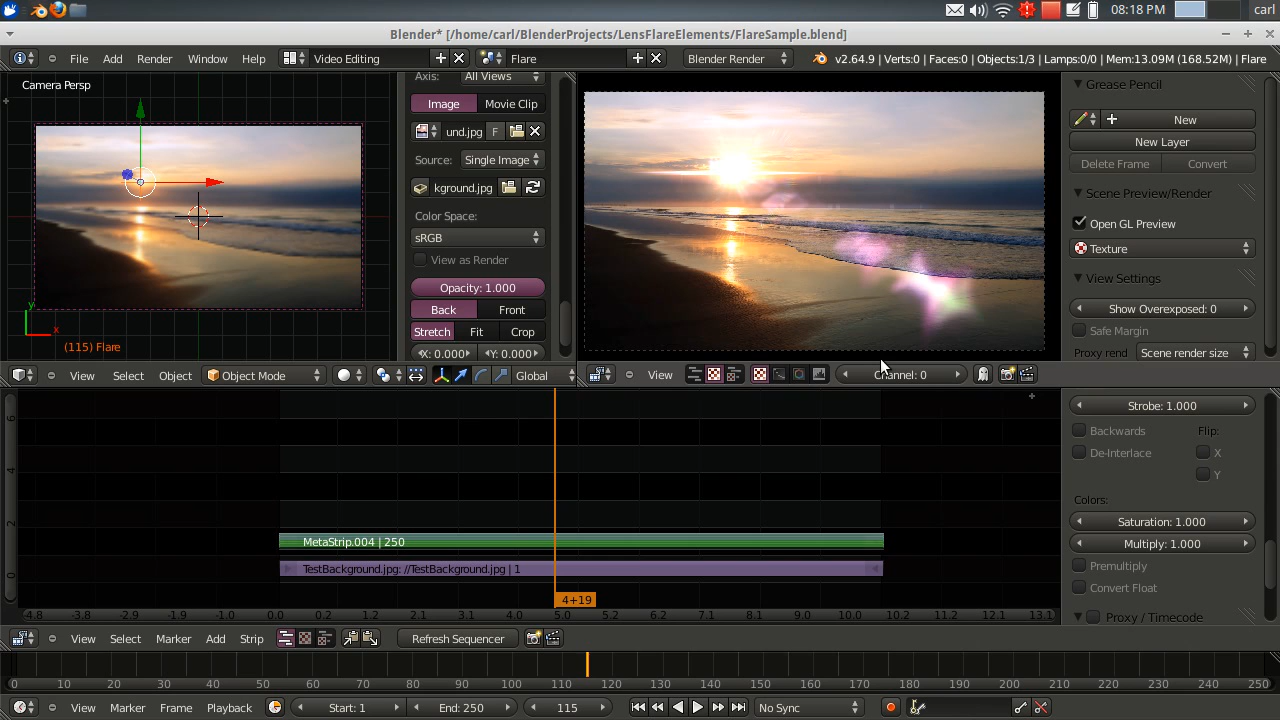 08:18 PM carl
Blender* [/home/carl/BlenderProjects/LensFlareElements/FlareSample.blend]
File Add Render Window Help Video Editing Flare Blender Render v2.64.9 | Verts:0 | Faces:0 | Objects:1/3 | Lamps:0/0 | Mem:13.09M (168.52M) | Flare
Camera Persp
y
x
(115) Flare
Axis: All Views
Image Movie Clip
und.jpg F
Source: Single Image
kground.jpg
Color Space:
sRGB
View as Render
Opacity: 1.000
Back Front
Stretch Fit Crop
X: 0.000 Y: 0.000
Grease Pencil
New
New Layer
Delete Frame Convert
Scene Preview/Render
Open GL Preview
Texture
View Settings
Show Overexposed: 0
Safe Margin
Proxy rend Scene render size
View Select Object Object Mode Global
View Channel: 0
6
4
2
0
MetaStrip.004 | 250
TestBackground.jpg: //TestBackground.jpg | 1
4+19
-4.8 -3.8 -2.9 -1.9 -1.0 0.0 1.2 2.1 3.1 4.0 5.0 5.2 6.2 7.1 8.1 9.0 10.0 10.2 11.2 12.1 13.1
Strobe: 1.000
Backwards Flip:
De-Interlace X
Y
Colors:
Saturation: 1.000
Multiply: 1.000
Premultiply
Convert Float
Proxy / Timecode
View Select Marker Add Strip Refresh Sequencer
0 10 20 30 40 50 60 70 80 90 100 110 120 130 140 150 160 170 180 190 200 210 220 230 240 250
View Marker Frame Playback Start: 1 End: 250 115 No Sync